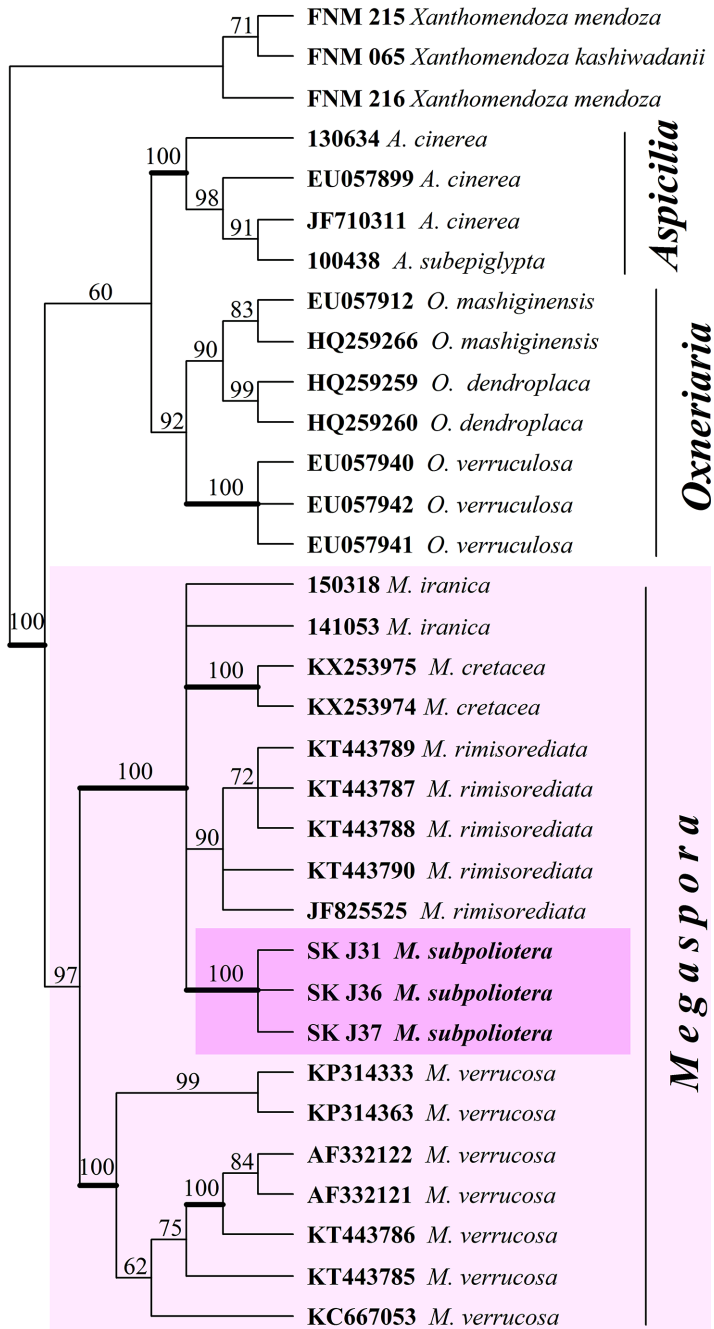 71
FNM 215 Xanthomendoza mendoza
FNM 065 Xanthomendoza kashiwadanii
FNM 216 Xanthomendoza mendoza
100
130634 A. cinerea
98
EU057899 A. cinerea
91
JF710311 A. cinerea
100438 A. subepiglypta
Aspicilia
60
83
EU057912 O. mashiginensis
HQ259266 O. mashiginensis
90
99
HQ259259 O. dendroplaca
HQ259260 O. dendroplaca
92
100
EU057940 O. verruculosa
EU057942 O. verruculosa
EU057941 O. verruculosa
Oxneriaria
100
150318 M. iranica
141053 M. iranica
100
KX253975 M. cretacea
KX253974 M. cretacea
100
KT443789 M. rimisorediata
72
KT443787 M. rimisorediata
KT443788 M. rimisorediata
90
KT443790 M. rimisorediata
JF825525 M. rimisorediata
97
100
SK J31 M. subpoliotera
SK J36 M. subpoliotera
SK J37 M. subpoliotera
99
KP314333 M. verrucosa
KP314363 M. verrucosa
100
84
AF332122 M. verrucosa
AF332121 M. verrucosa
100
KT443786 M. verrucosa
75
KT443785 M. verrucosa
62
KC667053 M. verrucosa
Megaspora